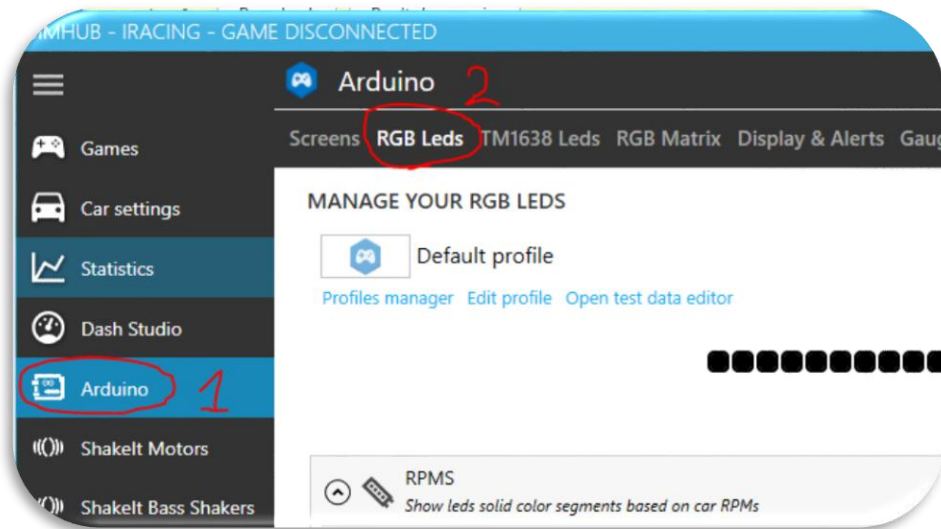 MHUB - IRACING - GAME DISCONNECTED
Arduino
2
Screens RGB Leds TM1638 Leds RGB Matrix Display & Alerts Gaug
Games
Car settings
Statistics
Dash Studio
Arduino
1
ShakeIt Motors
ShakeIt Bass Shakers
MANAGE YOUR RGB LEDS
Default profile
Profiles manager Edit profile Open test data editor
RPMS
Show leds solid color segments based on car RPMs